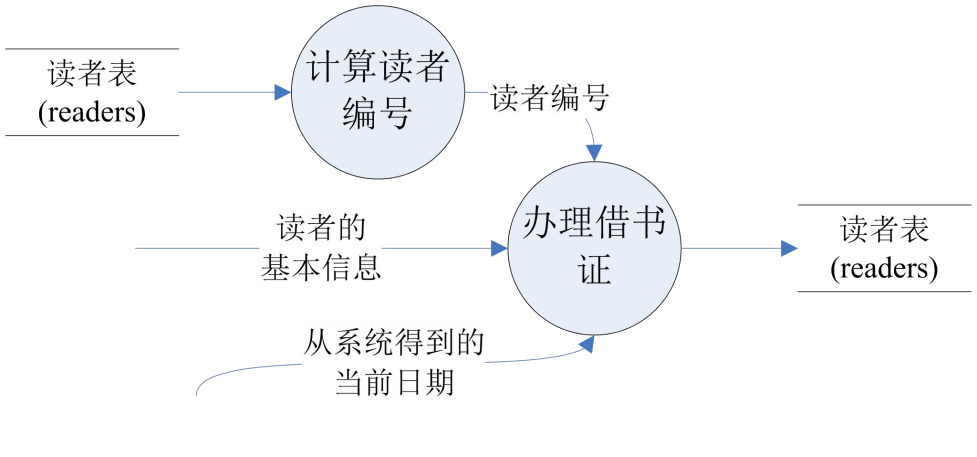 读者表
(readers)
计算读者
编号
读者编号
读者的
基本信息
办理借书
证
读者表
(readers)
从系统得到的
当前日期